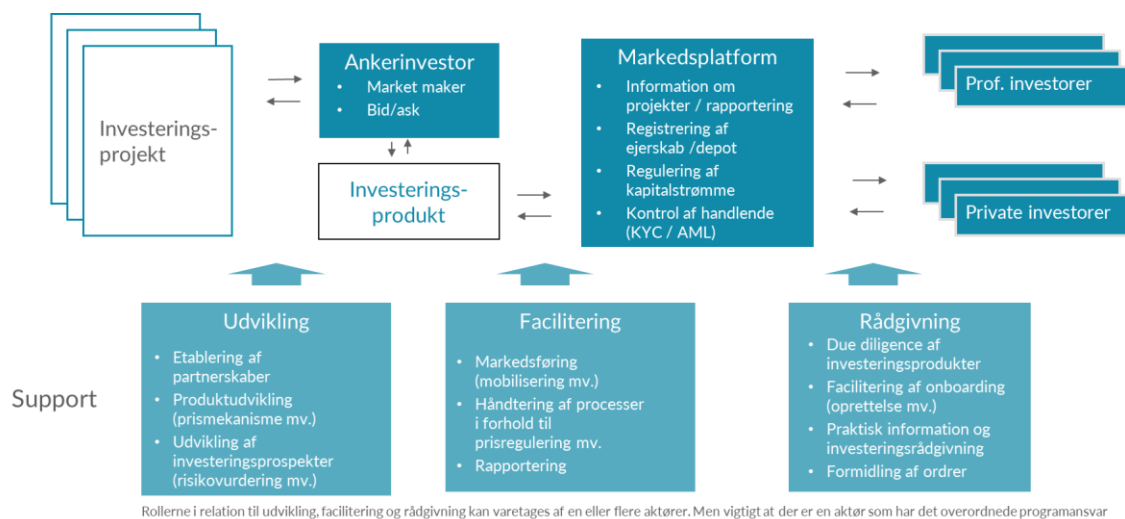 Investerings-
projekt
Ankerinvestor
• Market maker
• Bid/ask
Investerings-
produkt
Markedsplatform
• Information om
projekter / rapportering
• Registrering af
ejerskab /depot
• Regulering af
kapitalstrømme
• Kontrol af handlende
(KYC / AML)
Prof. investorer
Private investorer
Support
Udvikling
• Etablering af
partnerskaber
• Produktudvikling
(prismekanisme mv.)
• Udvikling af
investeringsprospekter
(risikovurdering mv.)
Facilitering
• Markedsføring
(mobilisering mv.)
• Håndtering af processer
i forhold til
prisregulering mv.
• Rapportering
Rådgivning
• Due diligence af
investeringsprodukter
• Facilitering af onboarding
(oprettelse mv.)
• Praktisk information og
investeringsrådgivning
• Formidling af ordrer
Rollerne i relation til udvikling, facilitering og rådgivning kan varetages af en eller flere aktører. Men vigtigt at der er en aktør som har det overordnede programansvar